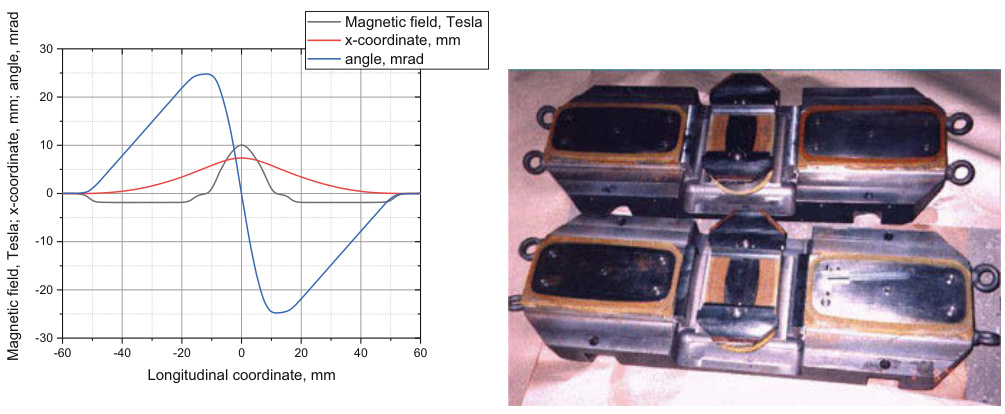 Magnetic field, Tesla
x-coordinate, mm
angle, mrad
Magnetic field, Tesla; x-coordinate, mm; angle, mrad
30
20
10
0
-10
-20
-30
-60 -40 -20 0 20 40 60
Longitudinal coordinate, mm